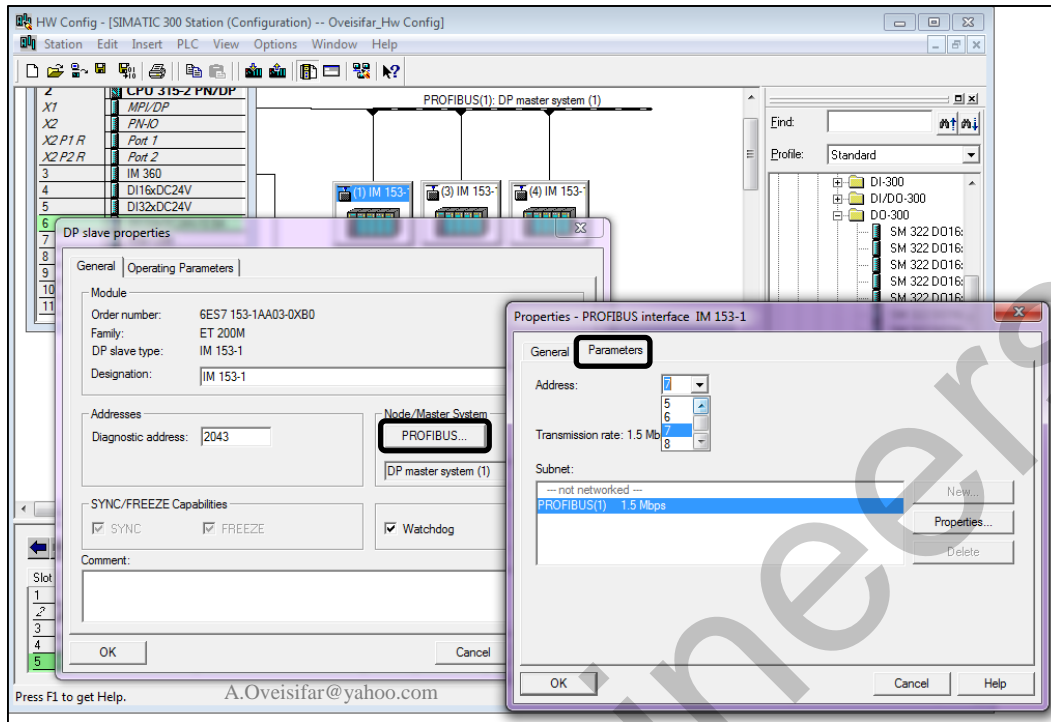 HW Config - [SIMATIC 300 Station (Configuration) -- Oveisifar_Hw Config]
Station Edit Insert PLC View Options Window Help
2 CPU 315-2 PN/DP
X1 MPI/DP
X2 PN-IO
X2 P1 R Port 1
X2 P2 R Port 2
3 IM 360
4 DI16xDC24V
5 DI32xDC24V
6
7
8
9
10
11
PROFIBUS(1): DP master system (1)
(1) IM 153-1 (3) IM 153-1 (4) IM 153-1
Find:
Profile: Standard
DI-300
DI/DO-300
DO-300
SM 322 DO16x
SM 322 DO16x
SM 322 DO16x
SM 322 DO16x
SM 322 DO16x
DP slave properties
General Operating Parameters
Module
Order number: 6ES7 153-1AA03-0XB0
Family: ET 200M
DP slave type: IM 153-1
Designation: IM 153-1
Addresses
Diagnostic address: 2043
Node/Master System
PROFIBUS...
DP master system (1)
SYNC/FREEZE Capabilities
SYNC FREEZE
Watchdog
Comment:
OK Cancel
Properties - PROFIBUS interface IM 153-1
General Parameters
Address: 7
5
6
7
8
Transmission rate: 1.5 Mb
Subnet:
--- not networked ---
PROFIBUS(1) 1.5 Mbps
New...
Properties...
Delete
OK Cancel Help
Slot
1
2
3
4
5
Press F1 to get Help.
A.Oveisifar@yahoo.com